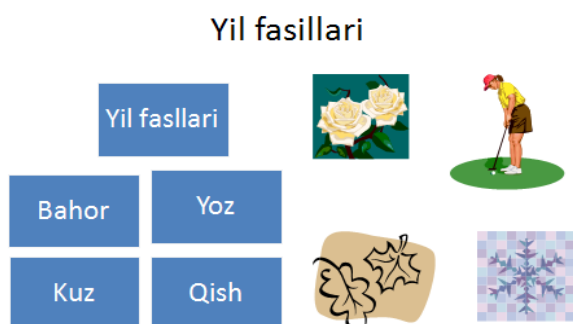 Yil fasillari
Yil fasllari
Bahor
Yoz
Kuz
Qish